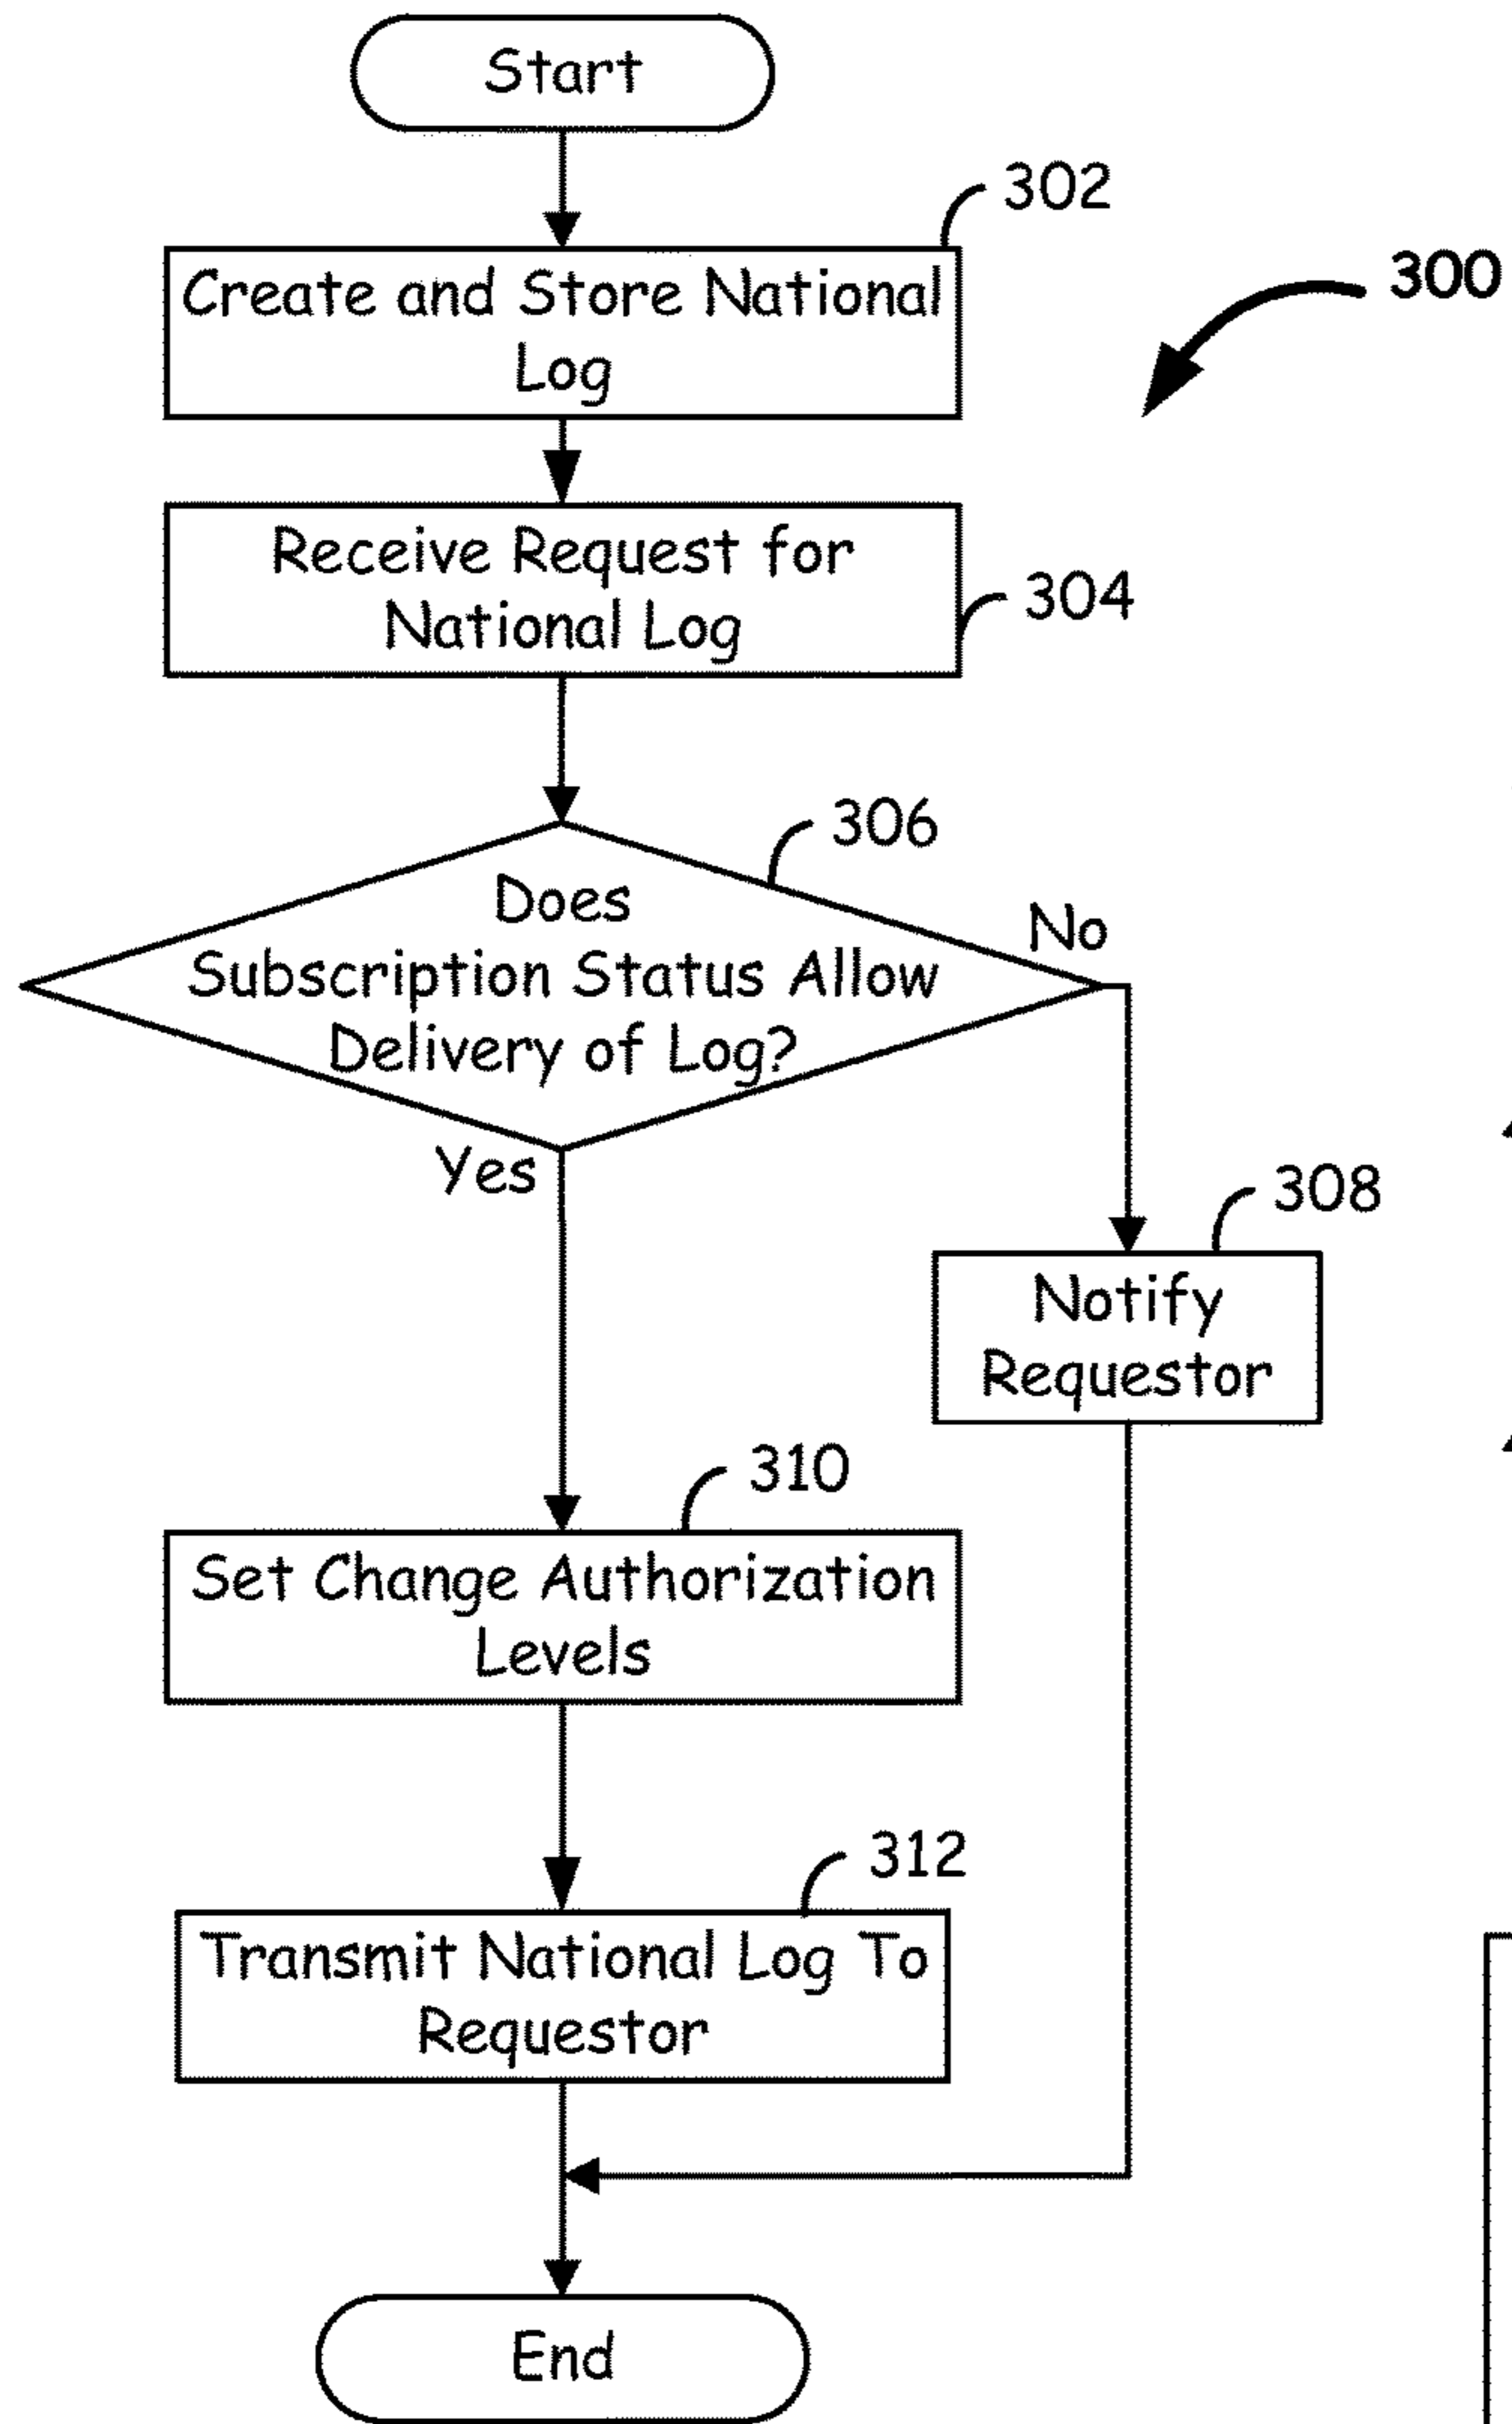 Start
302
300
Create and Store National
Log
Receive Request for
National Log
304
306
Does
Subscription Status Allow
Delivery of Log?
No
Yes
308
Notify
Requestor
310
Set Change Authorization
Levels
312
Transmit National Log To
Requestor
End